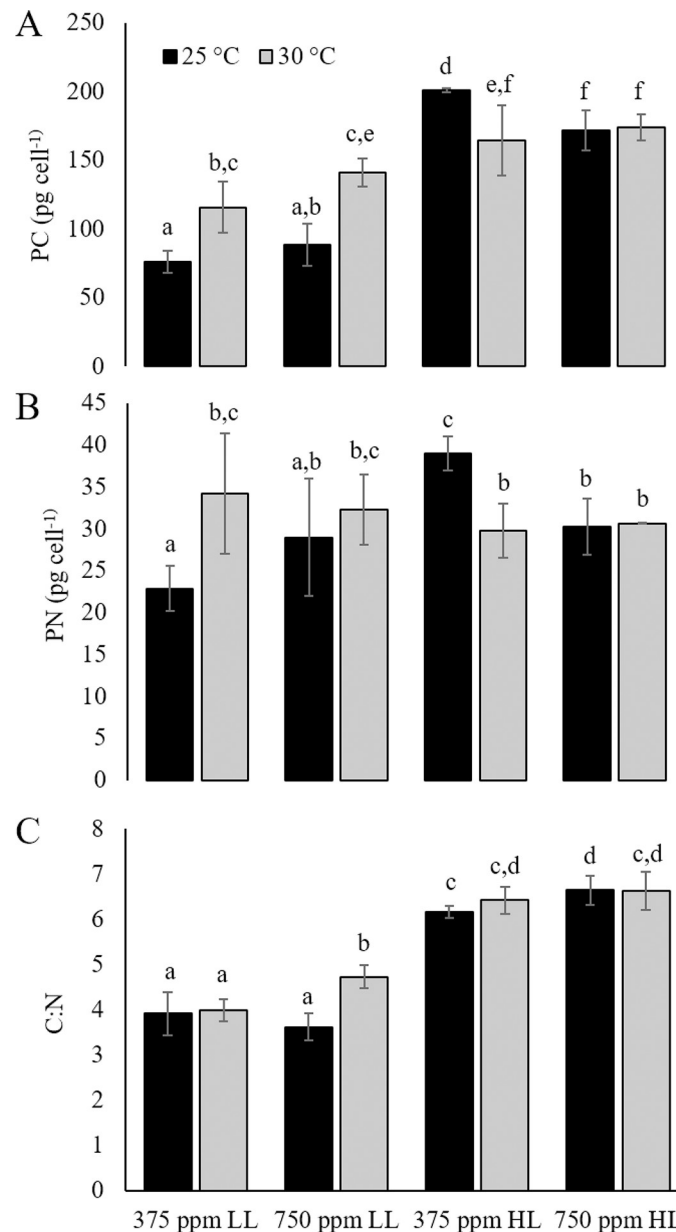 A
250
25 °C 30 °C
d
e,f
f
f
200
c,e
b,c
150
a,b
a
100
50
0
PC (pg cell-1)
B
45
b,c
c
40
a,b
b,c
b
b
b
35
a
30
25
20
15
10
5
0
PN (pg cell-1)
C
8
d
c,d
c,d
c
7
6
b
a
a
a
5
4
3
2
1
0
C:N
375 ppm LL 750 ppm LL 375 ppm HL 750 ppm HL